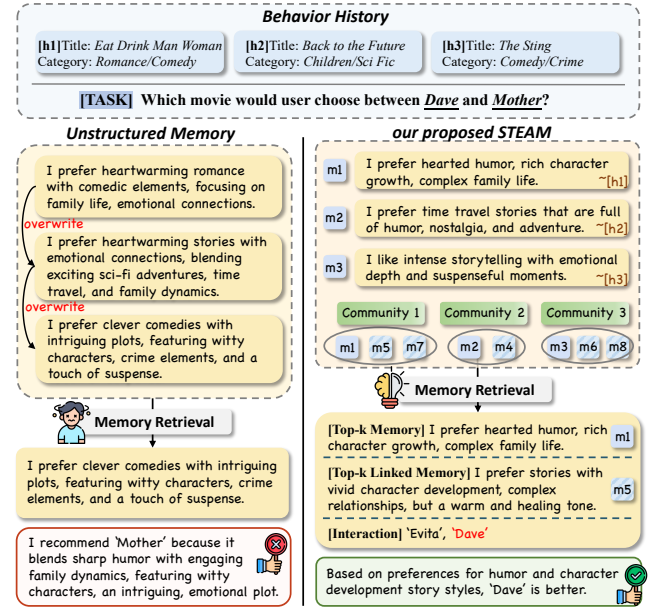 Behavior History
[h1]Title: Eat Drink Man Woman
Category: Romance/Comedy
[h2]Title: Back to the Future
Category: Children/Sci Fic
[h3]Title: The Sting
Category: Comedy/Crime
[TASK] Which movie would user choose between Dave and Mother?
Unstructured Memory
I prefer heartwarming romance
with comedic elements, focusing on
family life, emotional connections.
overwrite
I prefer heartwarming stories with
emotional connections, blending
exciting sci-fi adventures, time
travel, and family dynamics.
overwrite
I prefer clever comedies with
intriguing plots, featuring witty
characters, crime elements, and a
touch of suspense.
Memory Retrieval
I prefer clever comedies with intriguing
plots, featuring witty characters, crime
elements, and a touch of suspense.
I recommend 'Mother' because it
blends sharp humor with engaging
family dynamics, featuring witty
characters, an intriguing, emotional plot.
our proposed STEAM
m1
I prefer hearted humor, rich character
growth, complex family life.
~[h1]
m2
I prefer time travel stories that are full
of humor, nostalgia, and adventure.
~[h2]
m3
I like intense storytelling with emotional
depth and suspenseful moments.
~[h3]
Community 1
Community 2
Community 3
m1 m5 m7
m2 m4
m3 m6 m8
Memory Retrieval
[Top-k Memory] I prefer hearted humor, rich
character growth, complex family life.
m1
[Top-k Linked Memory] I prefer stories with
vivid character development, complex
relationships, but a warm and healing tone.
m5
[Interaction] 'Evita', 'Dave'
Based on preferences for humor and character
development story styles, 'Dave' is better.